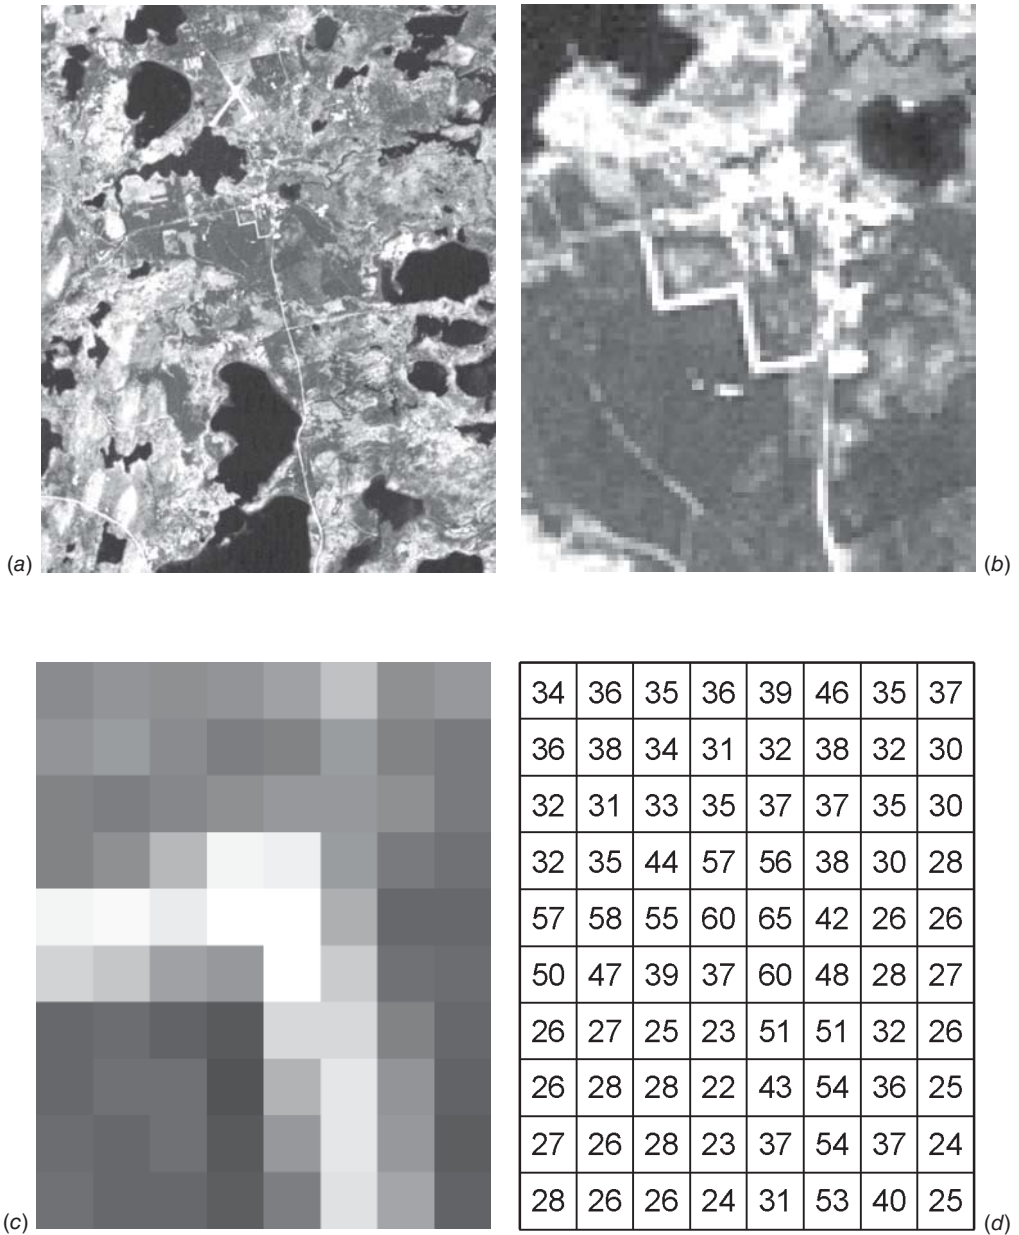 (a)
(b)
(c)
34 36 35 36 39 46 35 37
36 38 34 31 32 38 32 30
32 31 33 35 37 37 35 30
32 35 44 57 56 38 30 28
57 58 55 60 65 42 26 26
50 47 39 37 60 48 28 27
26 27 25 23 51 51 32 26
26 28 28 22 43 54 36 25
27 26 28 23 37 54 37 24
28 26 26 24 31 53 40 25
(d)